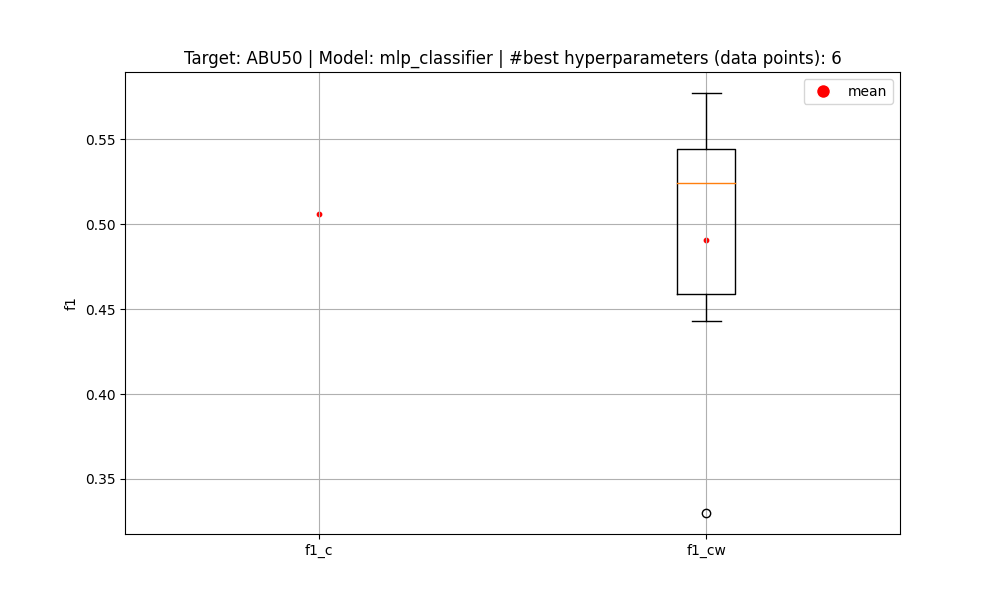 Target: ABU50 | Model: mlp_classifier | #best hyperparameters (data points): 6
mean
0.55
0.50
0.45
0.40
0.35
f1
f1_c
f1_cw